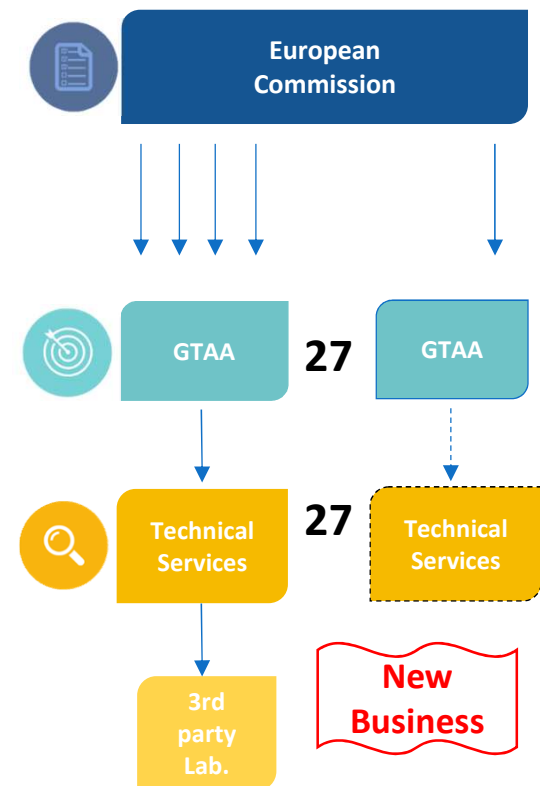 European
Commission
GTAA
27
GTAA
Technical
Services
27
Technical
Services
3rd
party
Lab.
New
Business